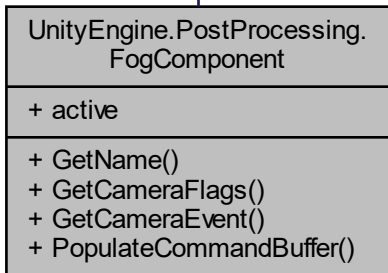 UnityEngine.PostProcessing.
FogComponent
+ active
+ GetName()
+ GetCameraFlags()
+ GetCameraEvent()
+ PopulateCommandBuffer()